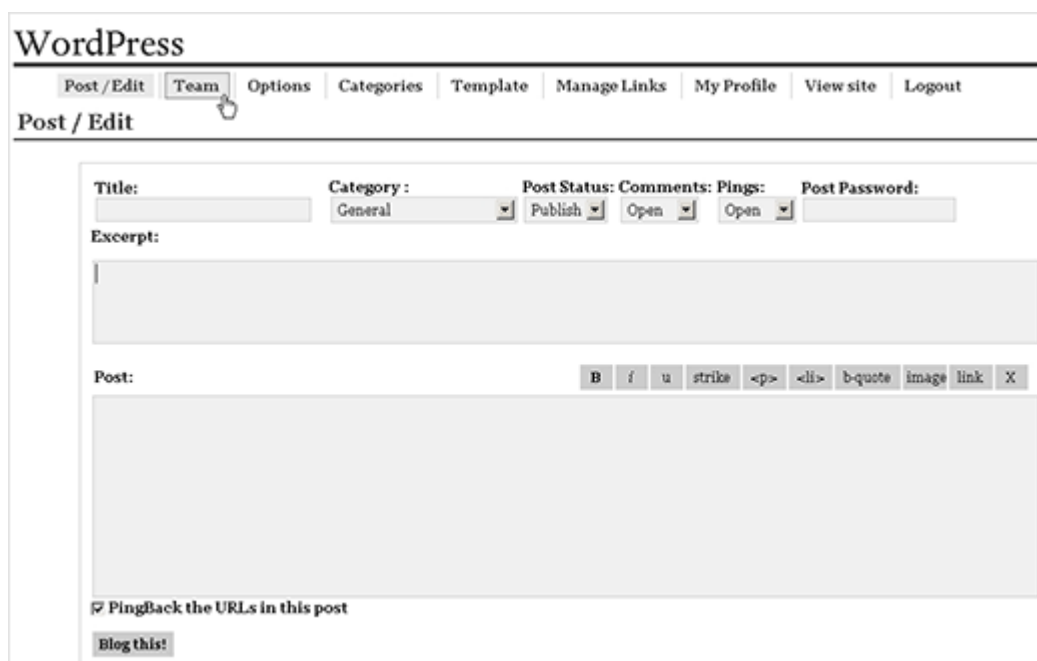 WordPress
Post / Edit Team Options Categories Template Manage Links My Profile View site Logout
Post / Edit
Title: Category : Post Status: Comments: Pings: Post Password:
General Publish Open Open
Excerpt:
Post: B i u strike <p> <li> b-quote image link X
PingBack the URLs in this post
Blog this!